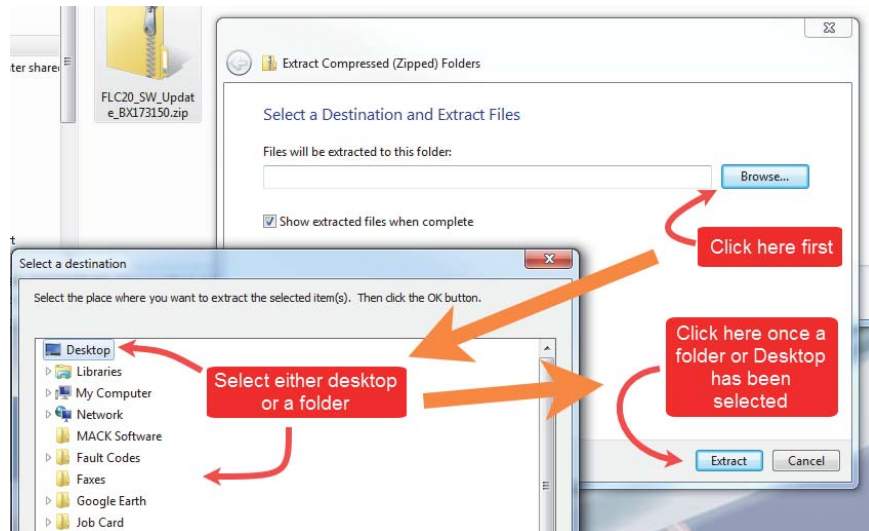 ter share
FLC20_SW_Updat
e_BX173150.zip
Extract Compressed (Zipped) Folders
Select a Destination and Extract Files
Files will be extracted to this folder:
Browse...
Show extracted files when complete
Click here first
t
Select a destination
Select the place where you want to extract the selected item(s). Then click the OK button.
Desktop
Libraries
My Computer
Network
MACK Software
Fault Codes
Faxes
Google Earth
Job Card
Select either desktop
or a folder
Click here once a
folder or Desktop
has been
selected
Extract
Cancel